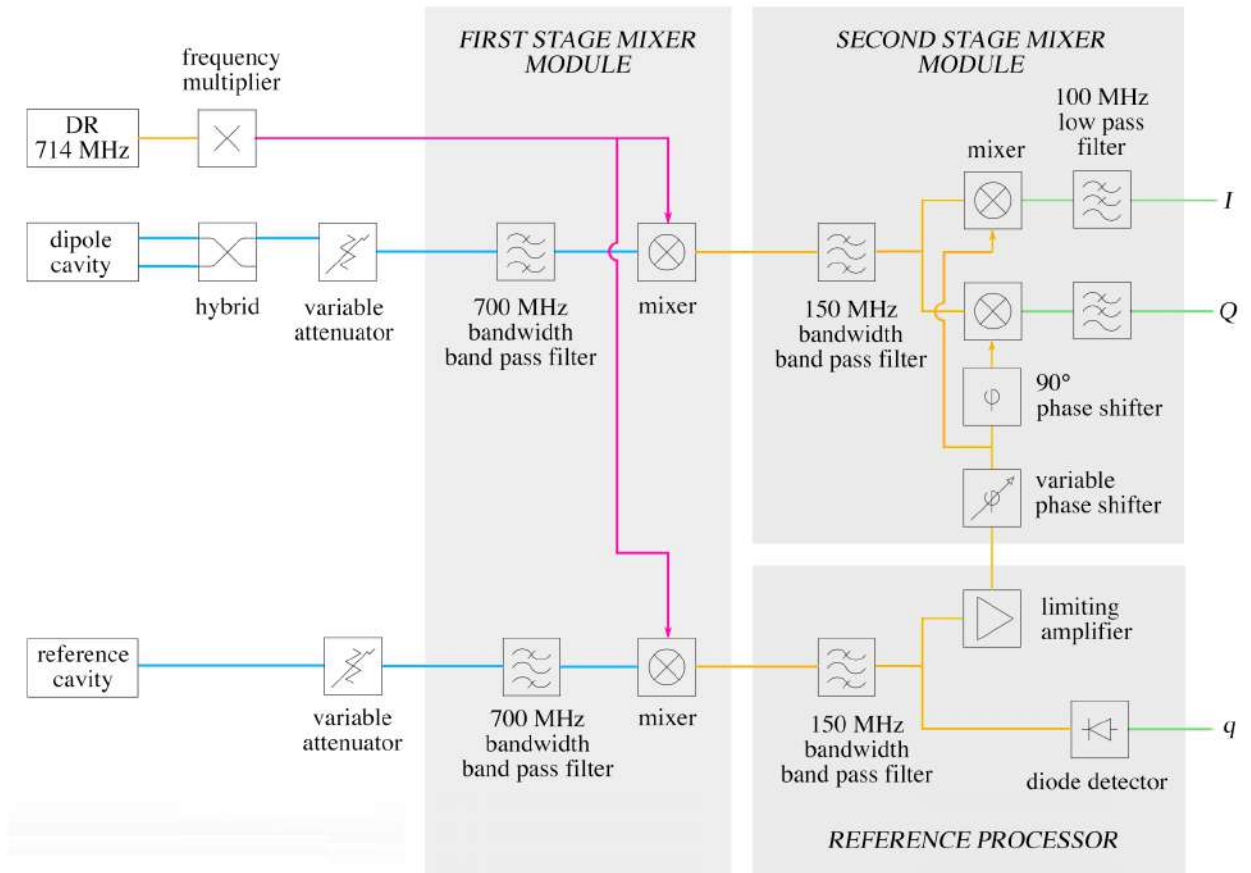 FIRST STAGE MIXER
MODULE
SECOND STAGE MIXER
MODULE
frequency
multiplier
DR
714 MHz
100 MHz
low pass
filter
mixer
I
dipole
cavity
hybrid
variable
attenuator
700 MHz
bandwidth
band pass filter
mixer
150 MHz
bandwidth
band pass filter
Q
φ
90°
phase shifter
φ
variable
phase shifter
limiting
amplifier
reference
cavity
variable
attenuator
700 MHz
bandwidth
band pass filter
mixer
150 MHz
bandwidth
band pass filter
q
diode detector
REFERENCE PROCESSOR